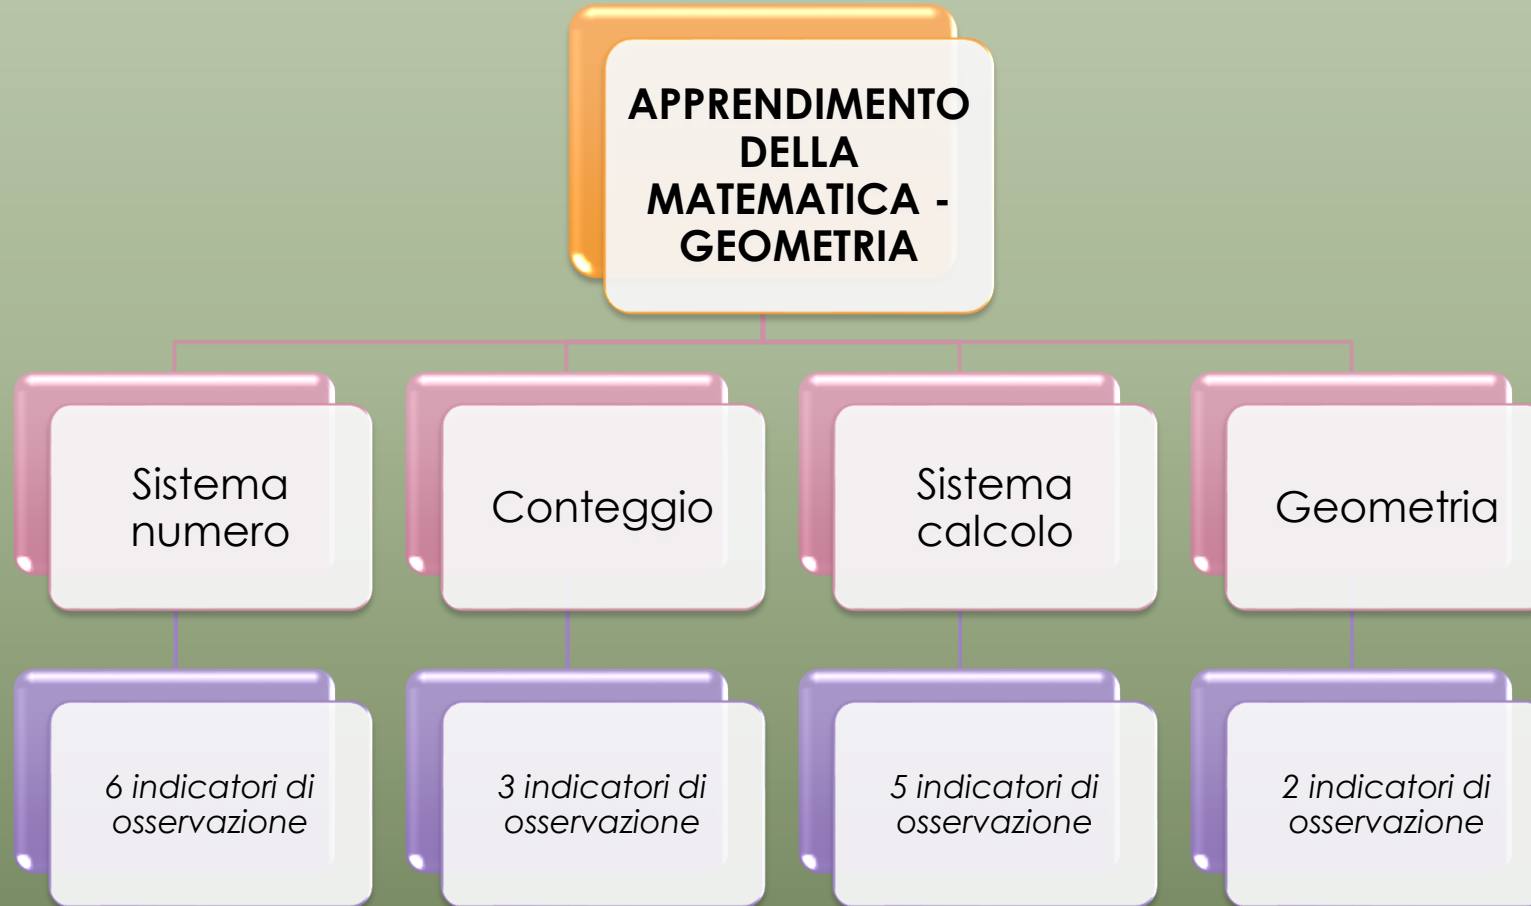 APPRENDIMENTO
DELLA
MATEMATICA -
GEOMETRIA
Sistema
numero
Conteggio
Sistema
calcolo
Geometria
6 indicatori di
osservazione
3 indicatori di
osservazione
5 indicatori di
osservazione
2 indicatori di
osservazione